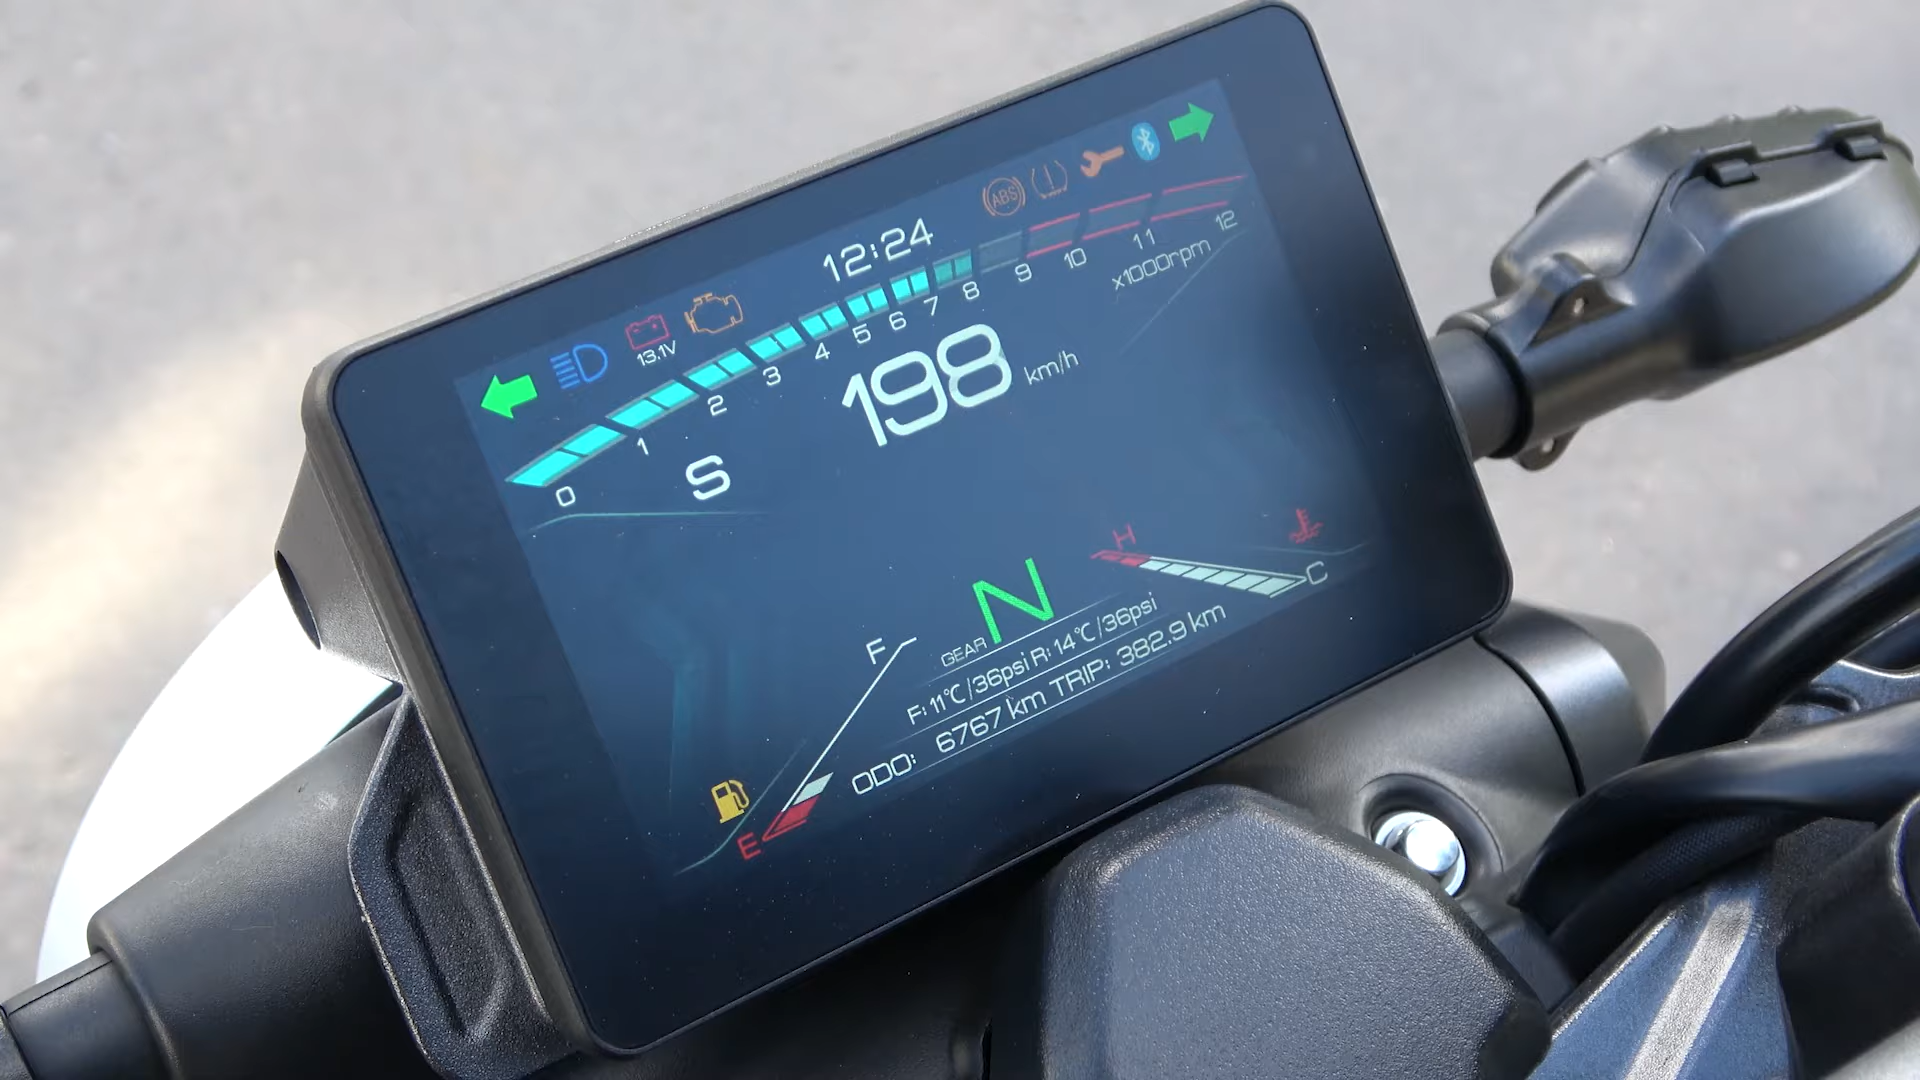 12:24
ABS
13.1V
0 1 2 3 4 5 6 7 8 9 10 11 12
x1000rpm
198 km/h
S
H
C
GEAR N
F
F: 11℃/36psi R: 14℃/36psi
ODO: 6767 km TRIP: 382.9 km
E